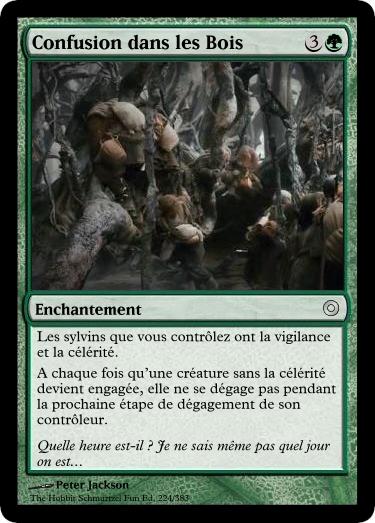 Confusion dans les Bois 3
Enchantement
Les sylvins que vous contrôlez ont la vigilance
et la célérité.
A chaque fois qu'une créature sans la célérité
devient engagée, elle ne se dégage pas pendant
la prochaine étape de dégagement de son
contrôleur.
Quelle heure est-il ? Je ne sais même pas quel jour
on est…
Peter Jackson
The Hobbit Schmurtzel Fun Ed. 224/383